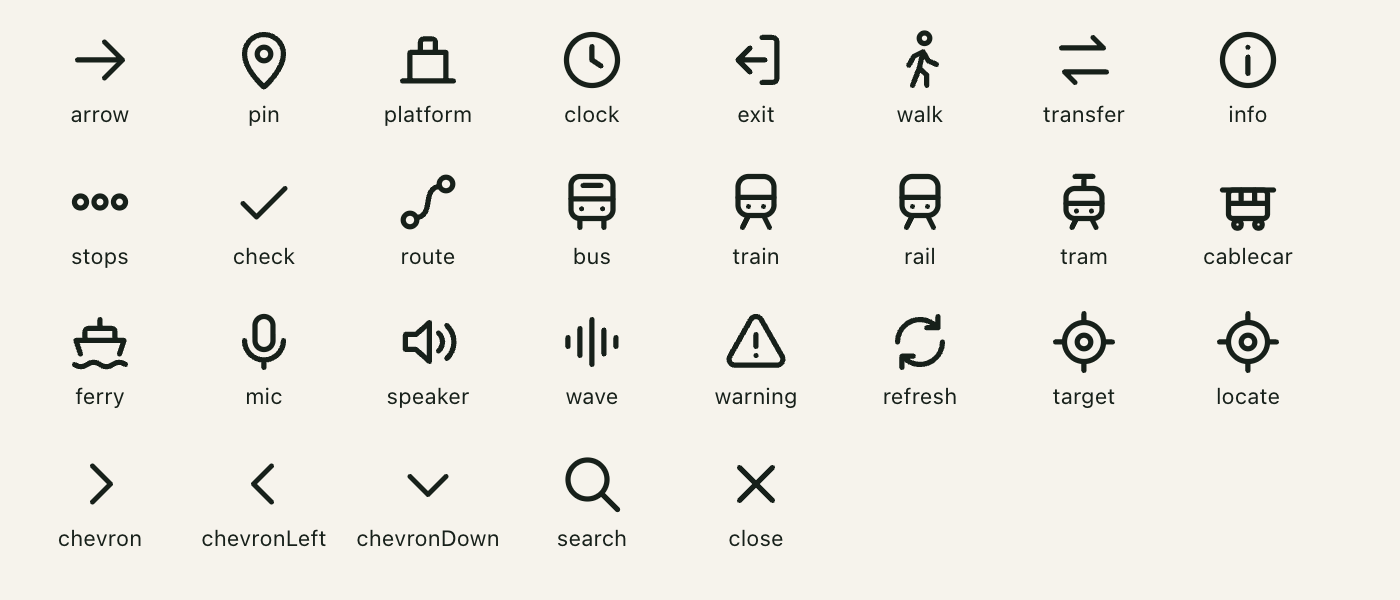 arrow pin platform clock exit walk transfer info
stops check route bus train rail tram cablecar
ferry mic speaker wave warning refresh target locate
chevron chevronLeft chevronDown search close